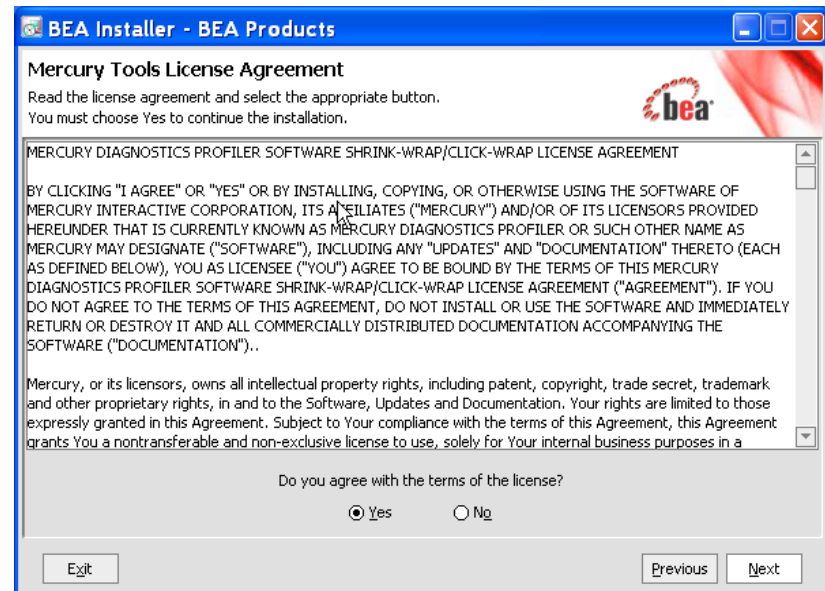 BEA Installer - BEA Products
Mercury Tools License Agreement
Read the license agreement and select the appropriate button.
You must choose Yes to continue the installation.
bea
MERCURY DIAGNOSTICS PROFILER SOFTWARE SHRINK-WRAP/CLICK-WRAP LICENSE AGREEMENT
BY CLICKING "I AGREE" OR "YES" OR BY INSTALLING, COPYING, OR OTHERWISE USING THE SOFTWARE OF
MERCURY INTERACTIVE CORPORATION, ITS AFFILIATES ("MERCURY") AND/OR OF ITS LICENSORS PROVIDED
HEREUNDER THAT IS CURRENTLY KNOWN AS MERCURY DIAGNOSTICS PROFILER OR SUCH OTHER NAME AS
MERCURY MAY DESIGNATE ("SOFTWARE"), INCLUDING ANY "UPDATES" AND "DOCUMENTATION" THERETO (EACH
AS DEFINED BELOW), YOU AS LICENSEE ("YOU") AGREE TO BE BOUND BY THE TERMS OF THIS MERCURY
DIAGNOSTICS PROFILER SOFTWARE SHRINK-WRAP/CLICK-WRAP LICENSE AGREEMENT ("AGREEMENT"). IF YOU
DO NOT AGREE TO THE TERMS OF THIS AGREEMENT, DO NOT INSTALL OR USE THE SOFTWARE AND IMMEDIATELY
RETURN OR DESTROY IT AND ALL COMMERCIALLY DISTRIBUTED DOCUMENTATION ACCOMPANYING THE
SOFTWARE ("DOCUMENTATION")..
Mercury, or its licensors, owns all intellectual property rights, including patent, copyright, trade secret, trademark
and other proprietary rights, in and to the Software, Updates and Documentation. Your rights are limited to those
expressly granted in this Agreement. Subject to Your compliance with the terms of this Agreement, this Agreement
grants You a nontransferable and non-exclusive license to use, solely for Your internal business purposes in a
Do you agree with the terms of the license?
Yes No
Exit Previous Next